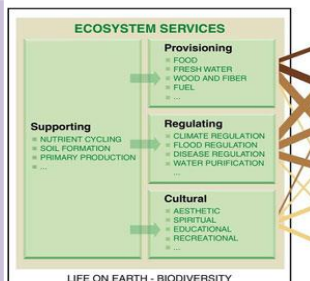 ECOSYSTEM SERVICES
Supporting
NUTRIENT CYCLING
SOIL FORMATION
PRIMARY PRODUCTION
...
Provisioning
FOOD
FRESH WATER
WOOD AND FIBER
FUEL
...
Regulating
CLIMATE REGULATION
FLOOD REGULATION
DISEASE REGULATION
WATER PURIFICATION
...
Cultural
AESTHETIC
SPIRITUAL
EDUCATIONAL
RECREATIONAL
...
LIFE ON EARTH - BIODIVERSITY